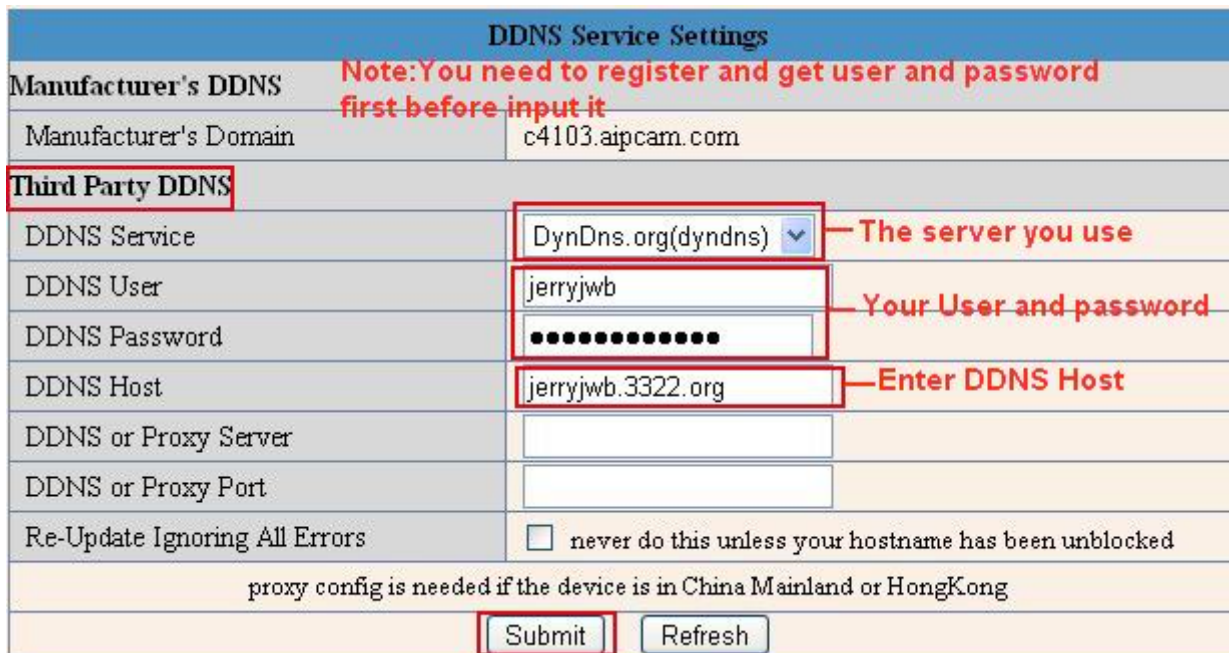 DDNS Service Settings
Manufacturer's DDNS
Note:You need to register and get user and password
first before input it
Manufacturer's Domain c4103.aipcam.com
Third Party DDNS
DDNS Service DynDns.org(dyndns) The server you use
DDNS User jerryjwb
Your User and password
DDNS Password ●●●●●●●●●●●●
DDNS Host jerryjwb.3322.org Enter DDNS Host
DDNS or Proxy Server
DDNS or Proxy Port
Re-Update Ignoring All Errors never do this unless your hostname has been unblocked
proxy config is needed if the device is in China Mainland or HongKong
Submit Refresh